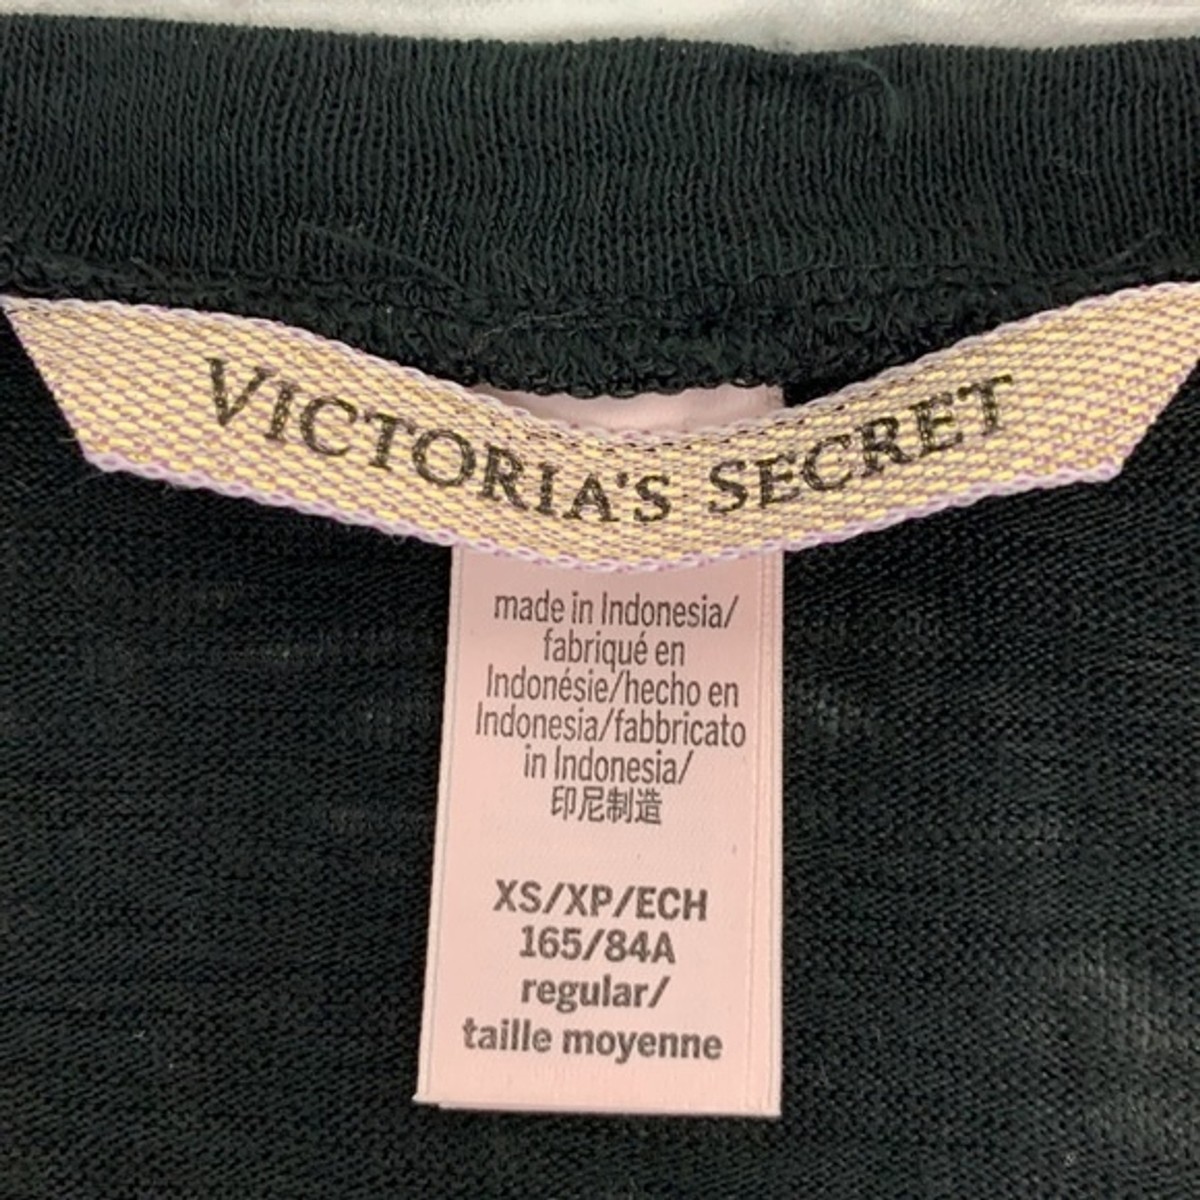 VICTORIA'S SECRET
made in Indonesia/
fabriqué en
Indonésie/hecho en
Indonesia/fabbricato
in Indonesia/
印尼制造
XS/XP/ECH
165/84A
regular/
taille moyenne